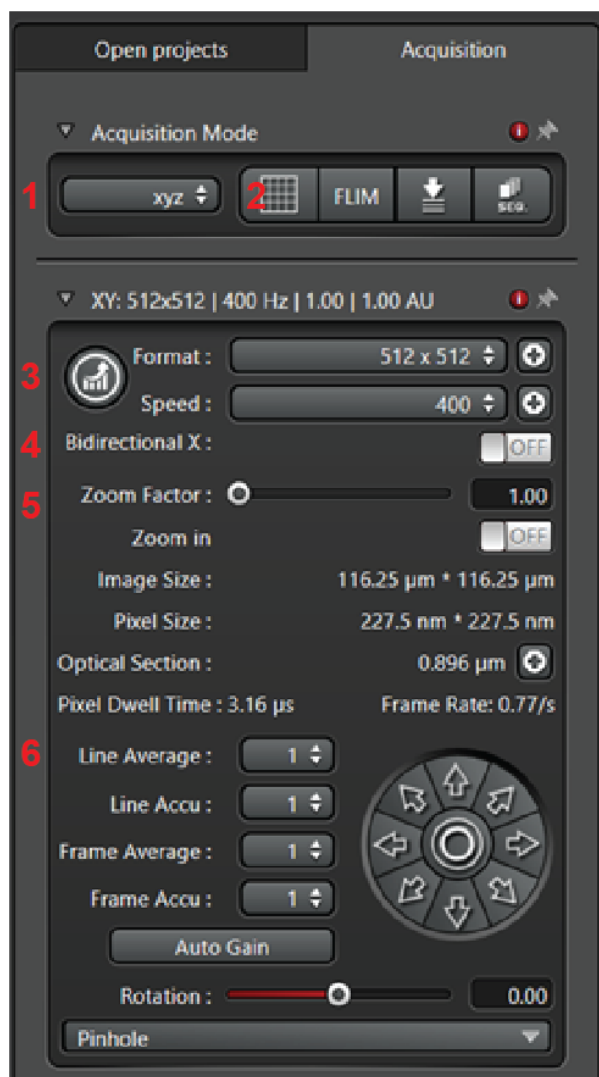 Open projects Acquisition
Acquisition Mode
1 xyz 2 FLIM SEQ.
XY: 512x512 | 400 Hz | 1.00 | 1.00 AU
3 Format : 512 x 512
Speed : 400
4 Bidirectional X : OFF
5 Zoom Factor : 1.00
Zoom in OFF
Image Size : 116.25 µm * 116.25 µm
Pixel Size : 227.5 nm * 227.5 nm
Optical Section : 0.896 µm
Pixel Dwell Time : 3.16 µs Frame Rate: 0.77/s
6 Line Average : 1
Line Accu : 1
Frame Average : 1
Frame Accu : 1
Auto Gain
Rotation : 0.00
Pinhole